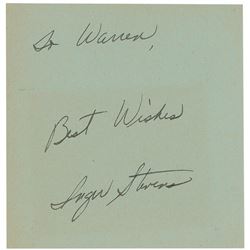 To Warren,
Best Wishes
Inger Stevens